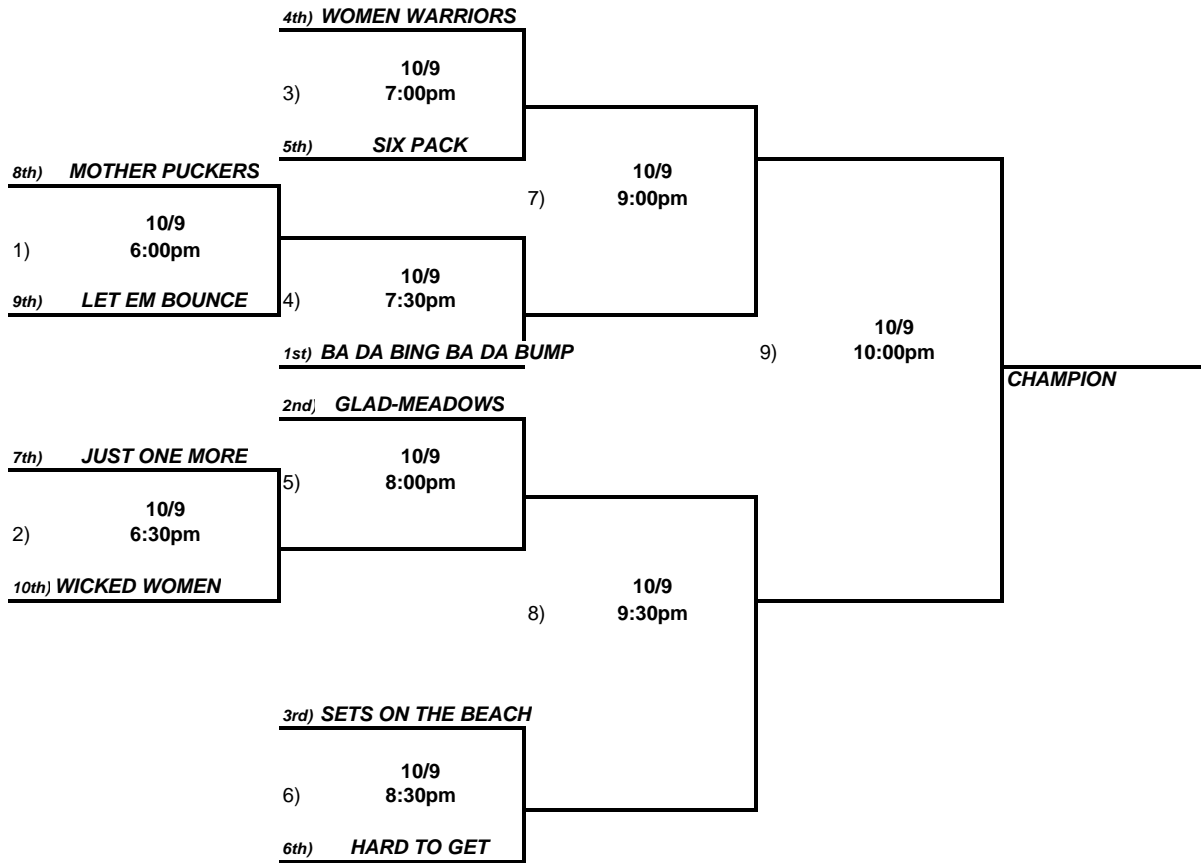 4th) WOMEN WARRIORS
10/9
3) 7:00pm
5th) SIX PACK
8th) MOTHER PUCKERS
10/9
7) 9:00pm
10/9
1) 6:00pm
10/9
9th) LET EM BOUNCE
4) 7:30pm
10/9
1st) BA DA BING BA DA BUMP
9) 10:00pm
CHAMPION
2nd) GLAD-MEADOWS
7th) JUST ONE MORE
10/9
5) 8:00pm
10/9
2) 6:30pm
10th) WICKED WOMEN
10/9
8) 9:30pm
3rd) SETS ON THE BEACH
10/9
6) 8:30pm
6th) HARD TO GET